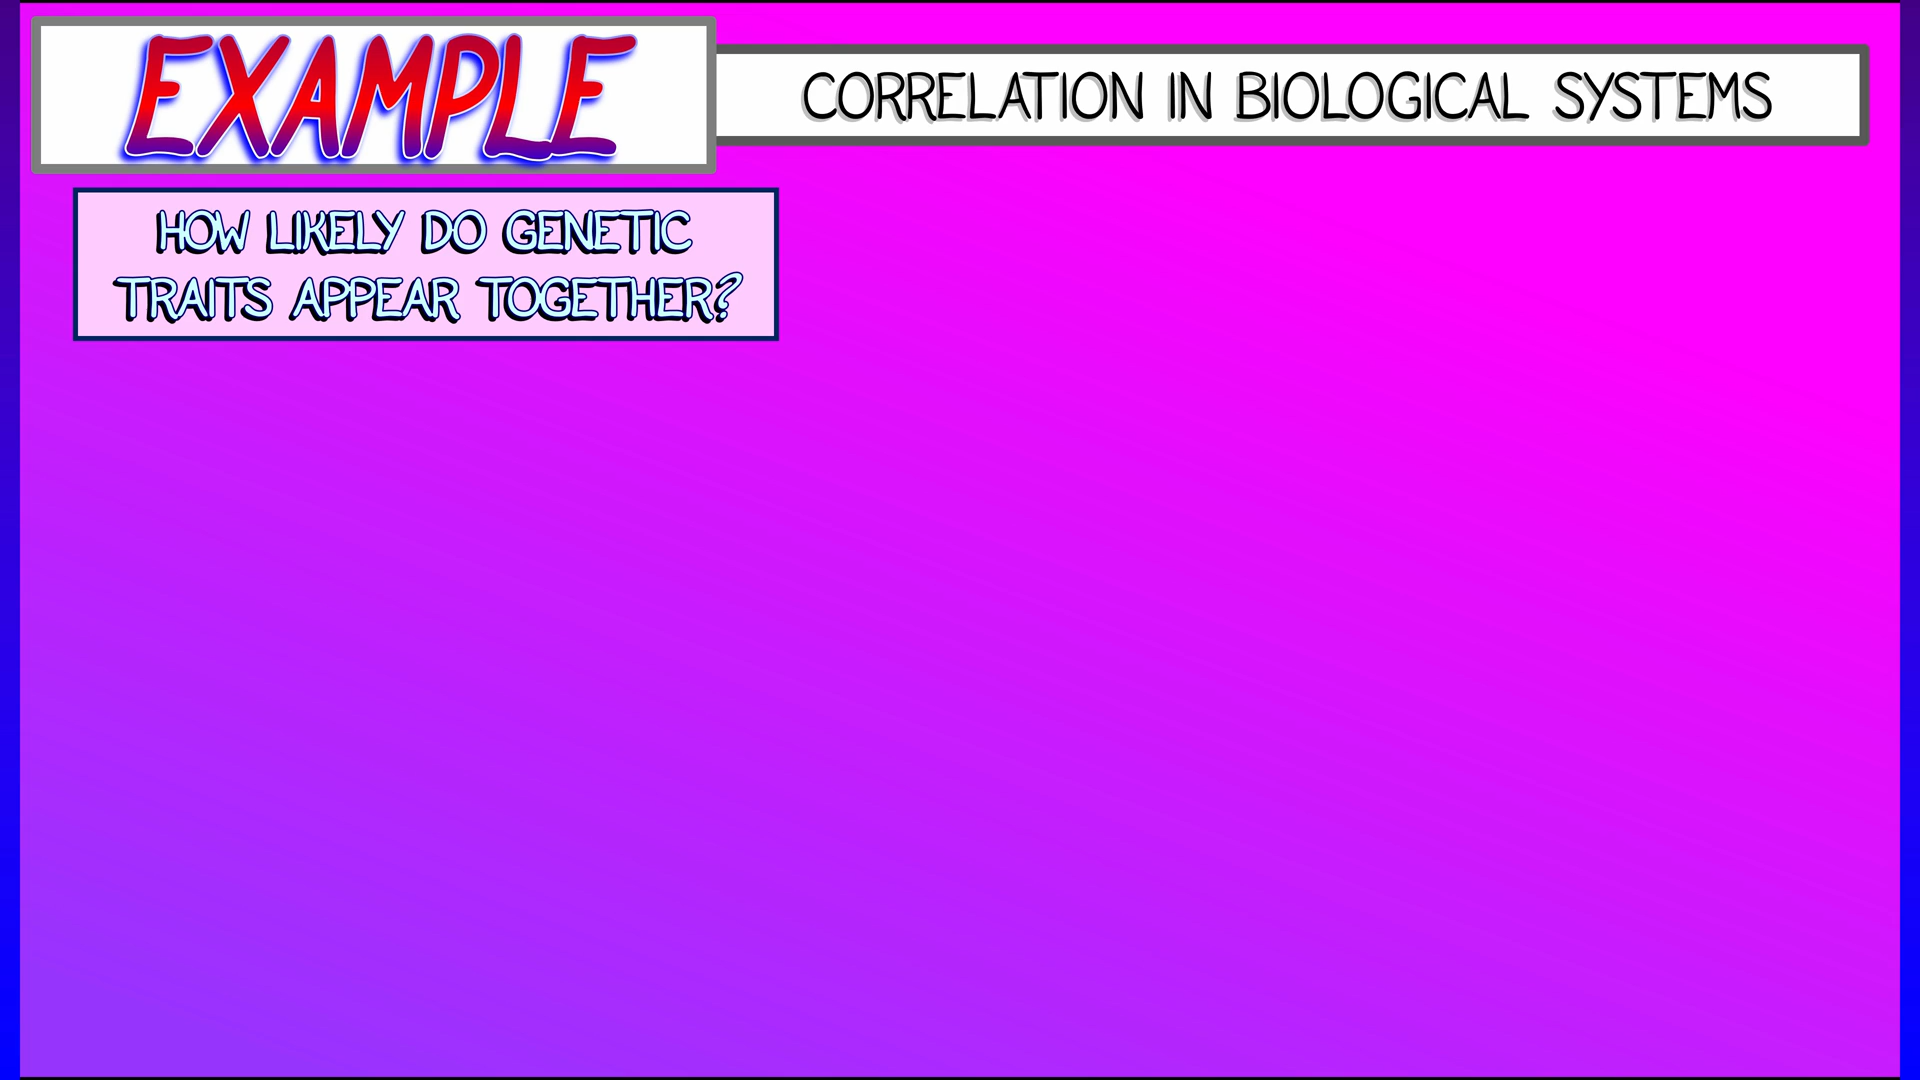 EXAMPLE
CORRELATION IN BIOLOGICAL SYSTEMS
HOW LIKELY DO GENETIC
TRAITS APPEAR TOGETHER?